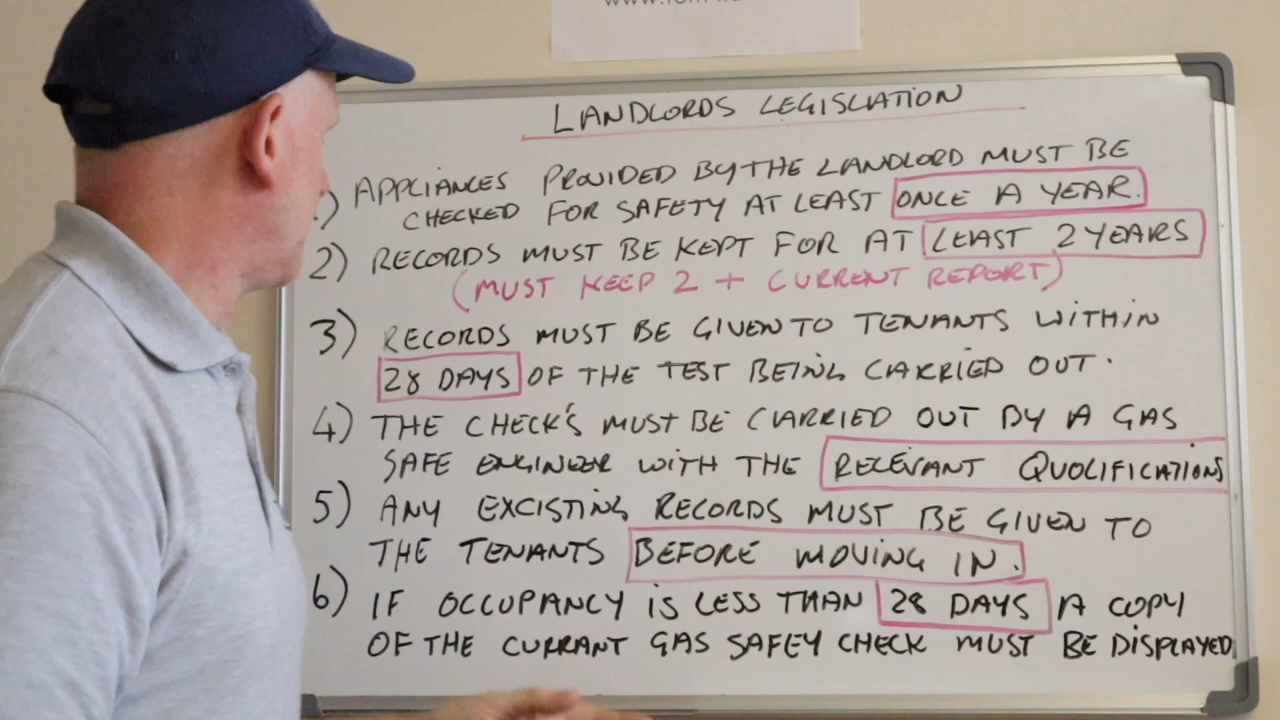 LANDLORDS LEGISLATION
1) APPLIANCES PROVIDED BY THE LANDLORD MUST BE
CHECKED FOR SAFETY AT LEAST ONCE A YEAR.
2) RECORDS MUST BE KEPT FOR AT LEAST 2 YEARS
(MUST KEEP 2 + CURRENT REPORT)
3) RECORDS MUST BE GIVEN TO TENANTS WITHIN
28 DAYS OF THE TEST BEING CARRIED OUT.
4) THE CHECK'S MUST BE CARRIED OUT BY A GAS
SAFE ENGINEER WITH THE RELEVANT QUOLIFICATIONS
5) ANY EXCISTING RECORDS MUST BE GIVEN TO
THE TENANTS BEFORE MOVING IN.
6) IF OCCUPANCY IS LESS THAN 28 DAYS A COPY
OF THE CURRANT GAS SAFEY CHECK MUST BE DISPLAYED